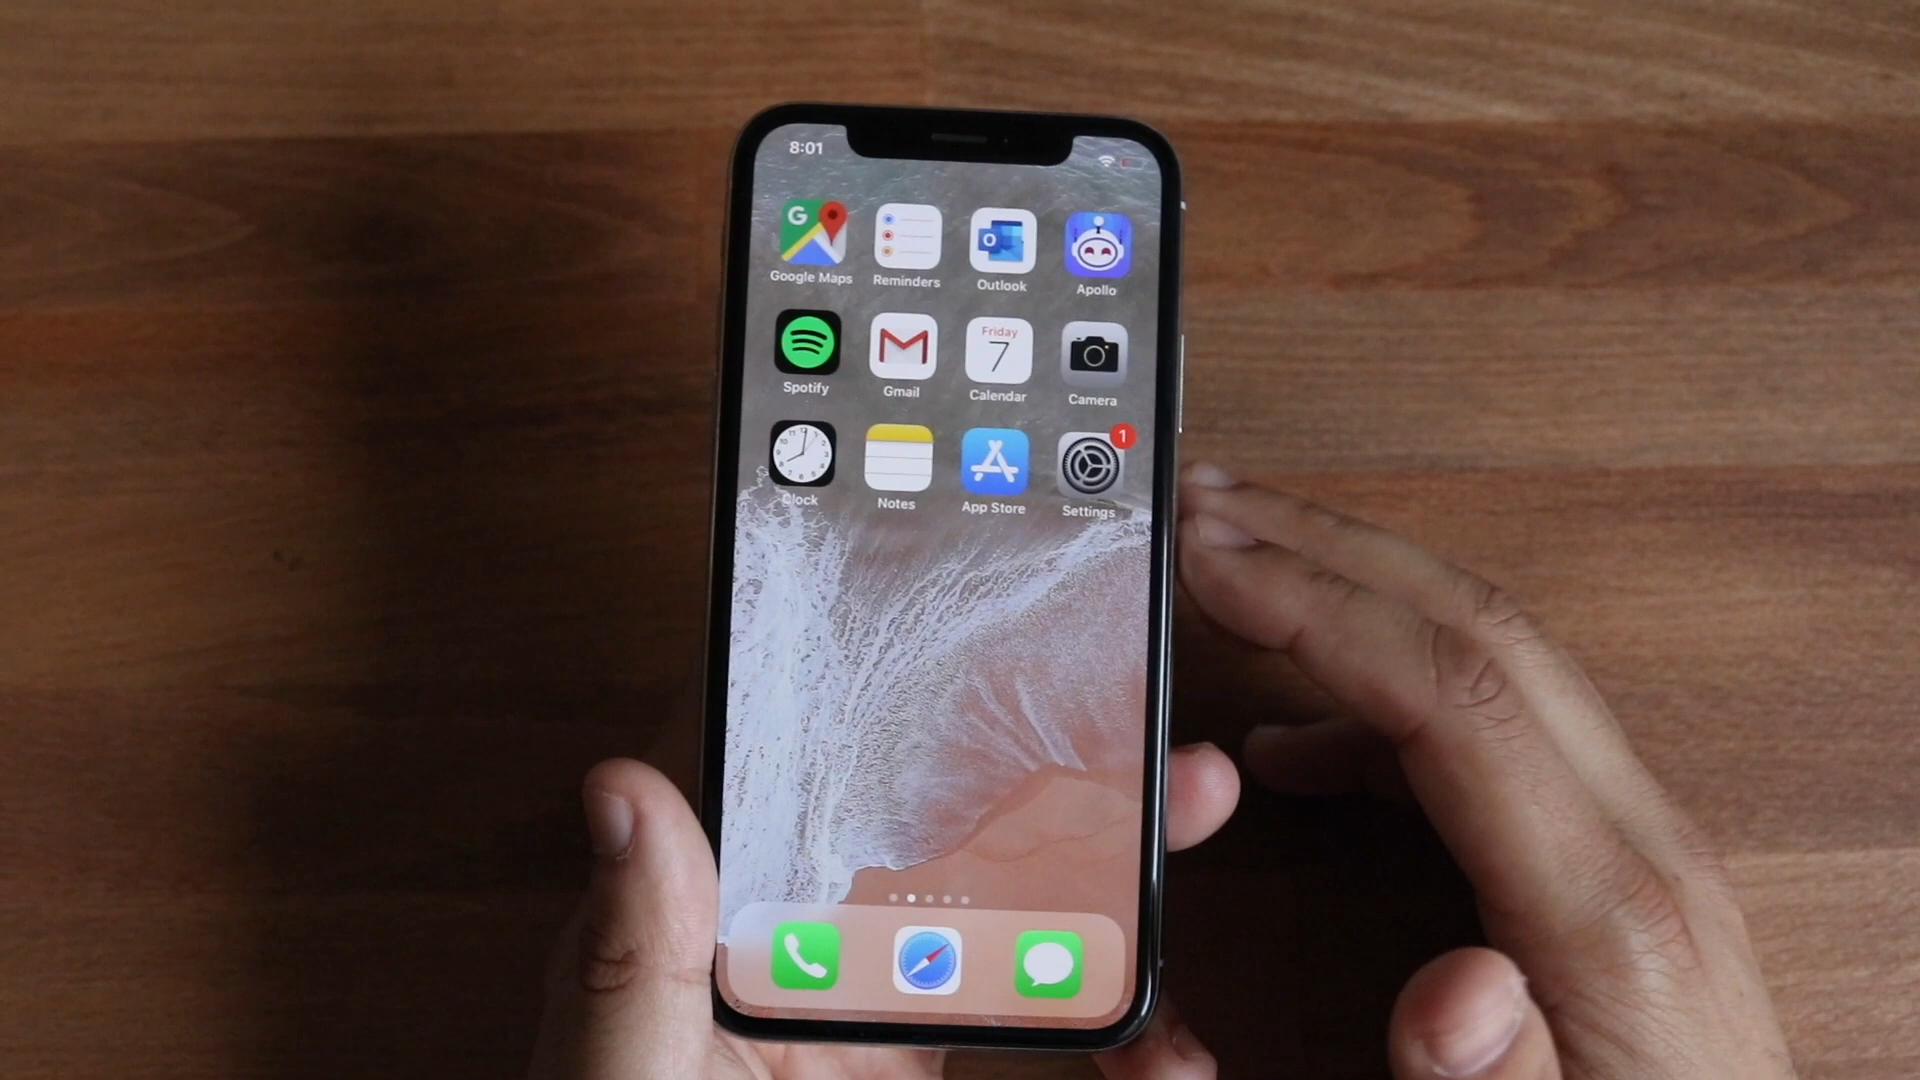 8:01
G
Google Maps
Reminders
O
Outlook
Apollo
Spotify
Gmail
Friday
7
Calendar
Camera
Clock
Notes
App Store
1
Settings